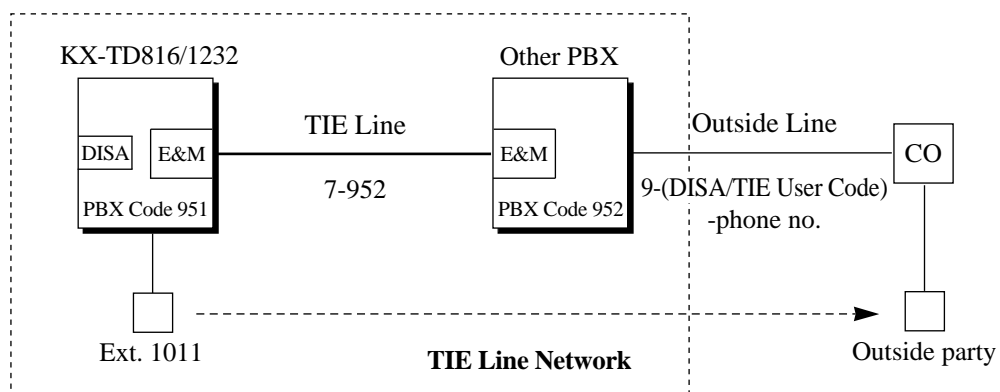 KX-TD816/1232
Other PBX
TIE Line
Outside Line
DISA
E&M
E&M
CO
7-952
9-(DISA/TIE User Code)
-phone no.
PBX Code 951
PBX Code 952
Ext. 1011
TIE Line Network
Outside party